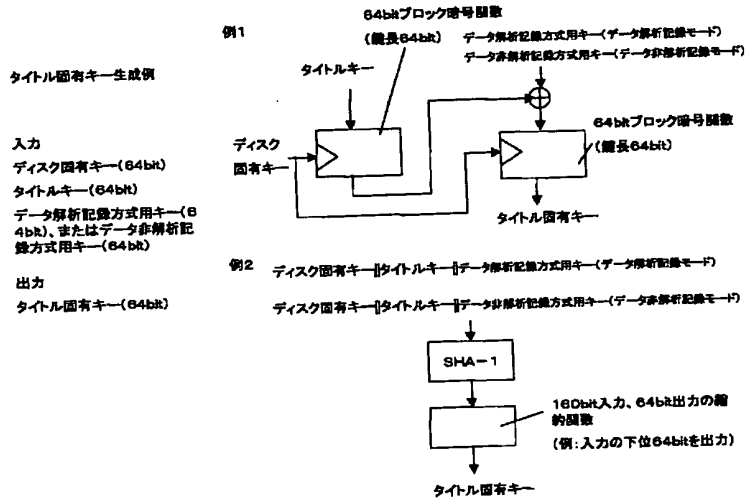 タイトル固有キー生成例
入力
ディスク固有キー(64bit)
タイトルキー(64bit)
データ解析記録方式用キー(6
4bit)、またはデータ非解析記
録方式用キー(64bit)
出力
タイトル固有キー(64bit)
例1
64bitブロック暗号関数
(鍵長64bit)
データ解析記録方式用キー(データ解析記録モード)
データ非解析記録方式用キー(データ非解析記録モード)
タイトルキー
ディスク
固有キー
64bitブロック暗号関数
(鍵長64bit)
タイトル固有キー
例2
ディスク固有キー||タイトルキー||データ解析記録方式用キー(データ解析記録モード)
ディスク固有キー||タイトルキー||データ非解析記録方式用キー(データ非解析記録モード)
SHA-1
160bit入力、64bit出力の縮
約関数
(例:入力の下位64bitを出力)
タイトル固有キー